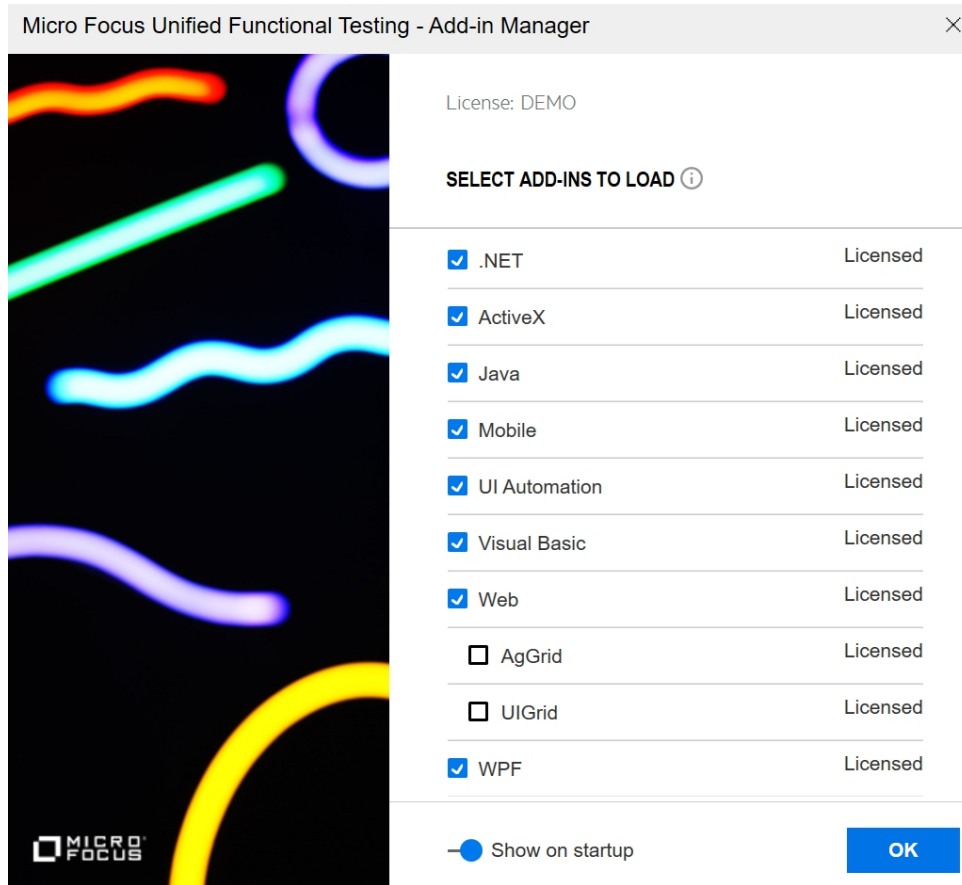 Micro Focus Unified Functional Testing - Add-in Manager
License: DEMO
SELECT ADD-INS TO LOAD
.NET Licensed
ActiveX Licensed
Java Licensed
Mobile Licensed
UI Automation Licensed
Visual Basic Licensed
Web Licensed
AgGrid Licensed
UIGrid Licensed
WPF Licensed
MICRO
FOCUS
Show on startup OK